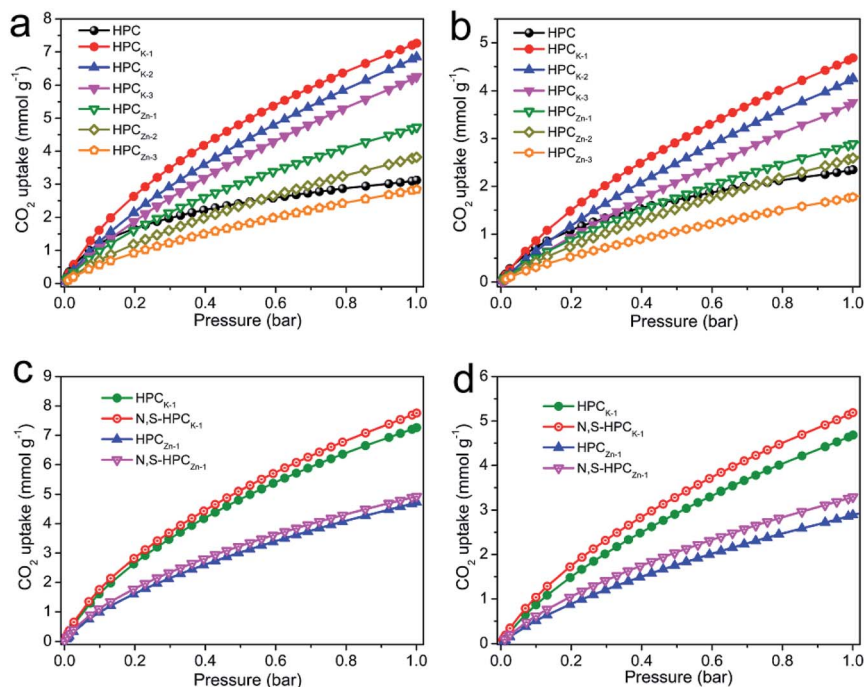 a
CO2 uptake (mmol g-1)
8
7
6
5
4
3
2
1
0
HPC
HPCK-1
HPCK-2
HPCK-3
HPCZn-1
HPCZn-2
HPCZn-3
0.0 0.2 0.4 0.6 0.8 1.0
Pressure (bar)
b
CO2 uptake (mmol g-1)
5
4
3
2
1
0
HPC
HPCK-1
HPCK-2
HPCK-3
HPCZn-1
HPCZn-2
HPCZn-3
0.0 0.2 0.4 0.6 0.8 1.0
Pressure (bar)
c
CO2 uptake (mmol g-1)
9
8
7
6
5
4
3
2
1
0
HPCK-1
N,S-HPCK-1
HPCZn-1
N,S-HPCZn-1
0.0 0.2 0.4 0.6 0.8 1.0
Pressure (bar)
d
CO2 uptake (mmol g-1)
6
5
4
3
2
1
0
HPCK-1
N,S-HPCK-1
HPCZn-1
N,S-HPCZn-1
0.0 0.2 0.4 0.6 0.8 1.0
Pressure (bar)